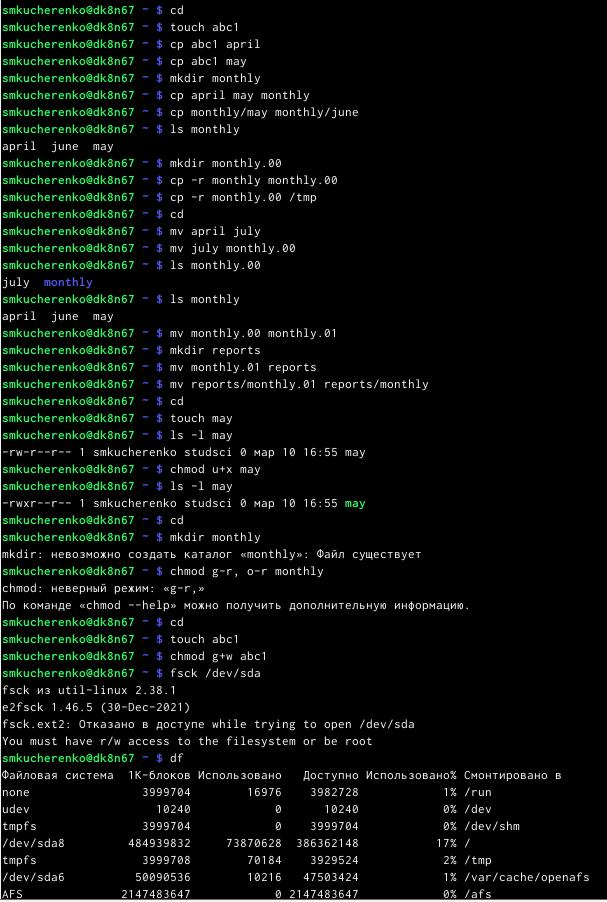 smkucherenko@dk8n67 ~ $ cd
smkucherenko@dk8n67 ~ $ touch abc1
smkucherenko@dk8n67 ~ $ cp abc1 april
smkucherenko@dk8n67 ~ $ cp abc1 may
smkucherenko@dk8n67 ~ $ mkdir monthly
smkucherenko@dk8n67 ~ $ cp april may monthly
smkucherenko@dk8n67 ~ $ cp monthly/may monthly/june
smkucherenko@dk8n67 ~ $ ls monthly
april  june  may
smkucherenko@dk8n67 ~ $ mkdir monthly.00
smkucherenko@dk8n67 ~ $ cp -r monthly monthly.00
smkucherenko@dk8n67 ~ $ cp -r monthly.00 /tmp
smkucherenko@dk8n67 ~ $ cd
smkucherenko@dk8n67 ~ $ mv april july
smkucherenko@dk8n67 ~ $ mv july monthly.00
smkucherenko@dk8n67 ~ $ ls monthly.00
july  monthly
smkucherenko@dk8n67 ~ $ ls monthly
april  june  may
smkucherenko@dk8n67 ~ $ mv monthly.00 monthly.01
smkucherenko@dk8n67 ~ $ mkdir reports
smkucherenko@dk8n67 ~ $ mv monthly.01 reports
smkucherenko@dk8n67 ~ $ mv reports/monthly.01 reports/monthly
smkucherenko@dk8n67 ~ $ cd
smkucherenko@dk8n67 ~ $ touch may
smkucherenko@dk8n67 ~ $ ls -l may
-rw-r--r-- 1 smkucherenko studsci 0 мар 10 16:55 may
smkucherenko@dk8n67 ~ $ chmod u+x may
smkucherenko@dk8n67 ~ $ ls -l may
-rwxr--r-- 1 smkucherenko studsci 0 мар 10 16:55 may
smkucherenko@dk8n67 ~ $ cd
smkucherenko@dk8n67 ~ $ mkdir monthly
mkdir: невозможно создать каталог «monthly»: Файл существует
smkucherenko@dk8n67 ~ $ chmod g-r, o-r monthly
chmod: неверный режим: «g-r,»
По команде «chmod --help» можно получить дополнительную информацию.
smkucherenko@dk8n67 ~ $ cd
smkucherenko@dk8n67 ~ $ touch abc1
smkucherenko@dk8n67 ~ $ chmod g+w abc1
smkucherenko@dk8n67 ~ $ fsck /dev/sda
fsck из util-linux 2.38.1
e2fsck 1.46.5 (30-Dec-2021)
fsck.ext2: Отказано в доступе while trying to open /dev/sda
You must have r/w access to the filesystem or be root
smkucherenko@dk8n67 ~ $ df
Файловая система  1K-блоков Использовано   Доступно Использовано% Смонтировано в
none                3999704        16976    3982728            1% /run
udev                  10240            0      10240            0% /dev
tmpfs               3999704            0    3999704            0% /dev/shm
/dev/sda8         484939832     73870628  386362148           17% /
tmpfs               3999708        70184    3929524            2% /tmp
/dev/sda6          50090536        10216   47503424            1% /var/cache/openafs
AFS              2147483647            0 2147483647            0% /afs